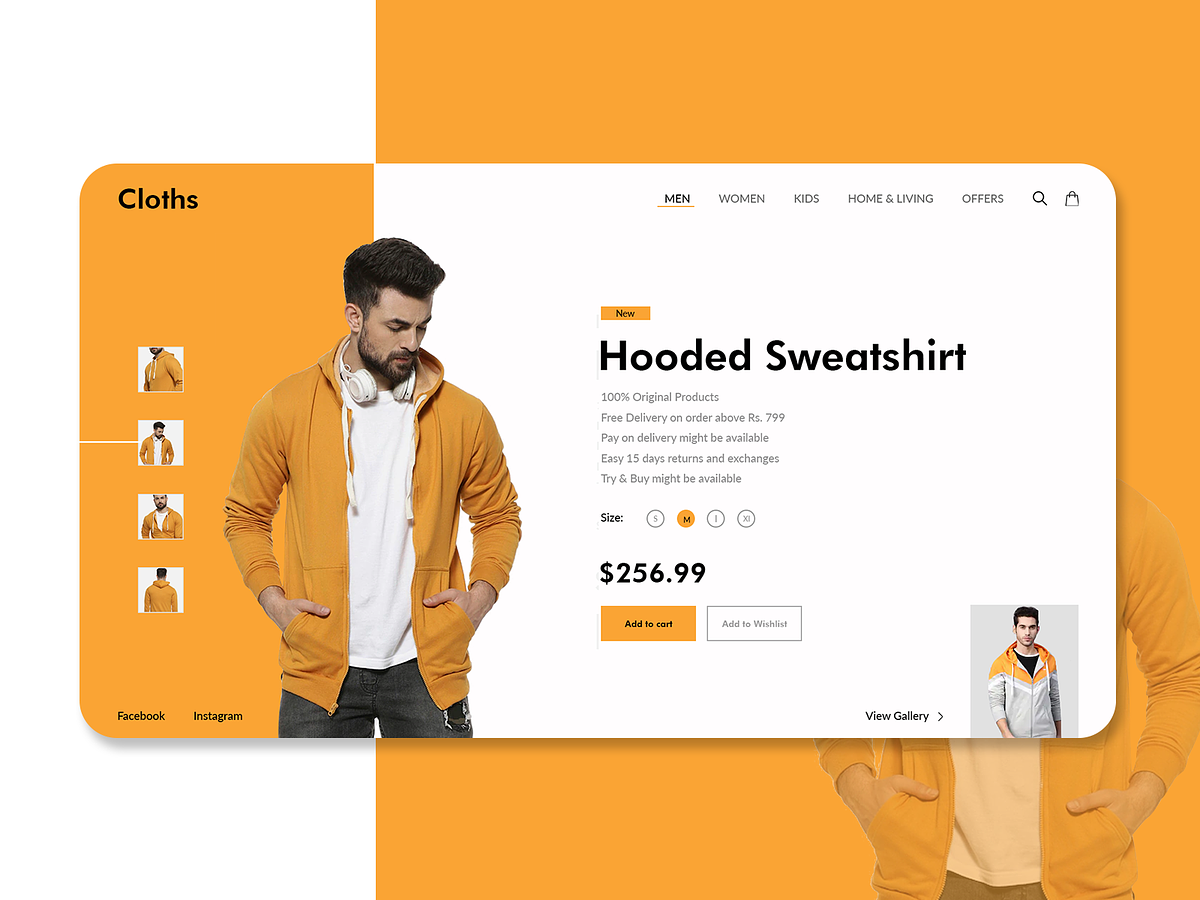 Cloths
MEN WOMEN KIDS HOME & LIVING OFFERS
New
Hooded Sweatshirt
100% Original Products
Free Delivery on order above Rs. 799
Pay on delivery might be available
Easy 15 days returns and exchanges
Try & Buy might be available
Size: S M l Xl
$256.99
Add to cart Add to Wishlist
Facebook Instagram
View Gallery >